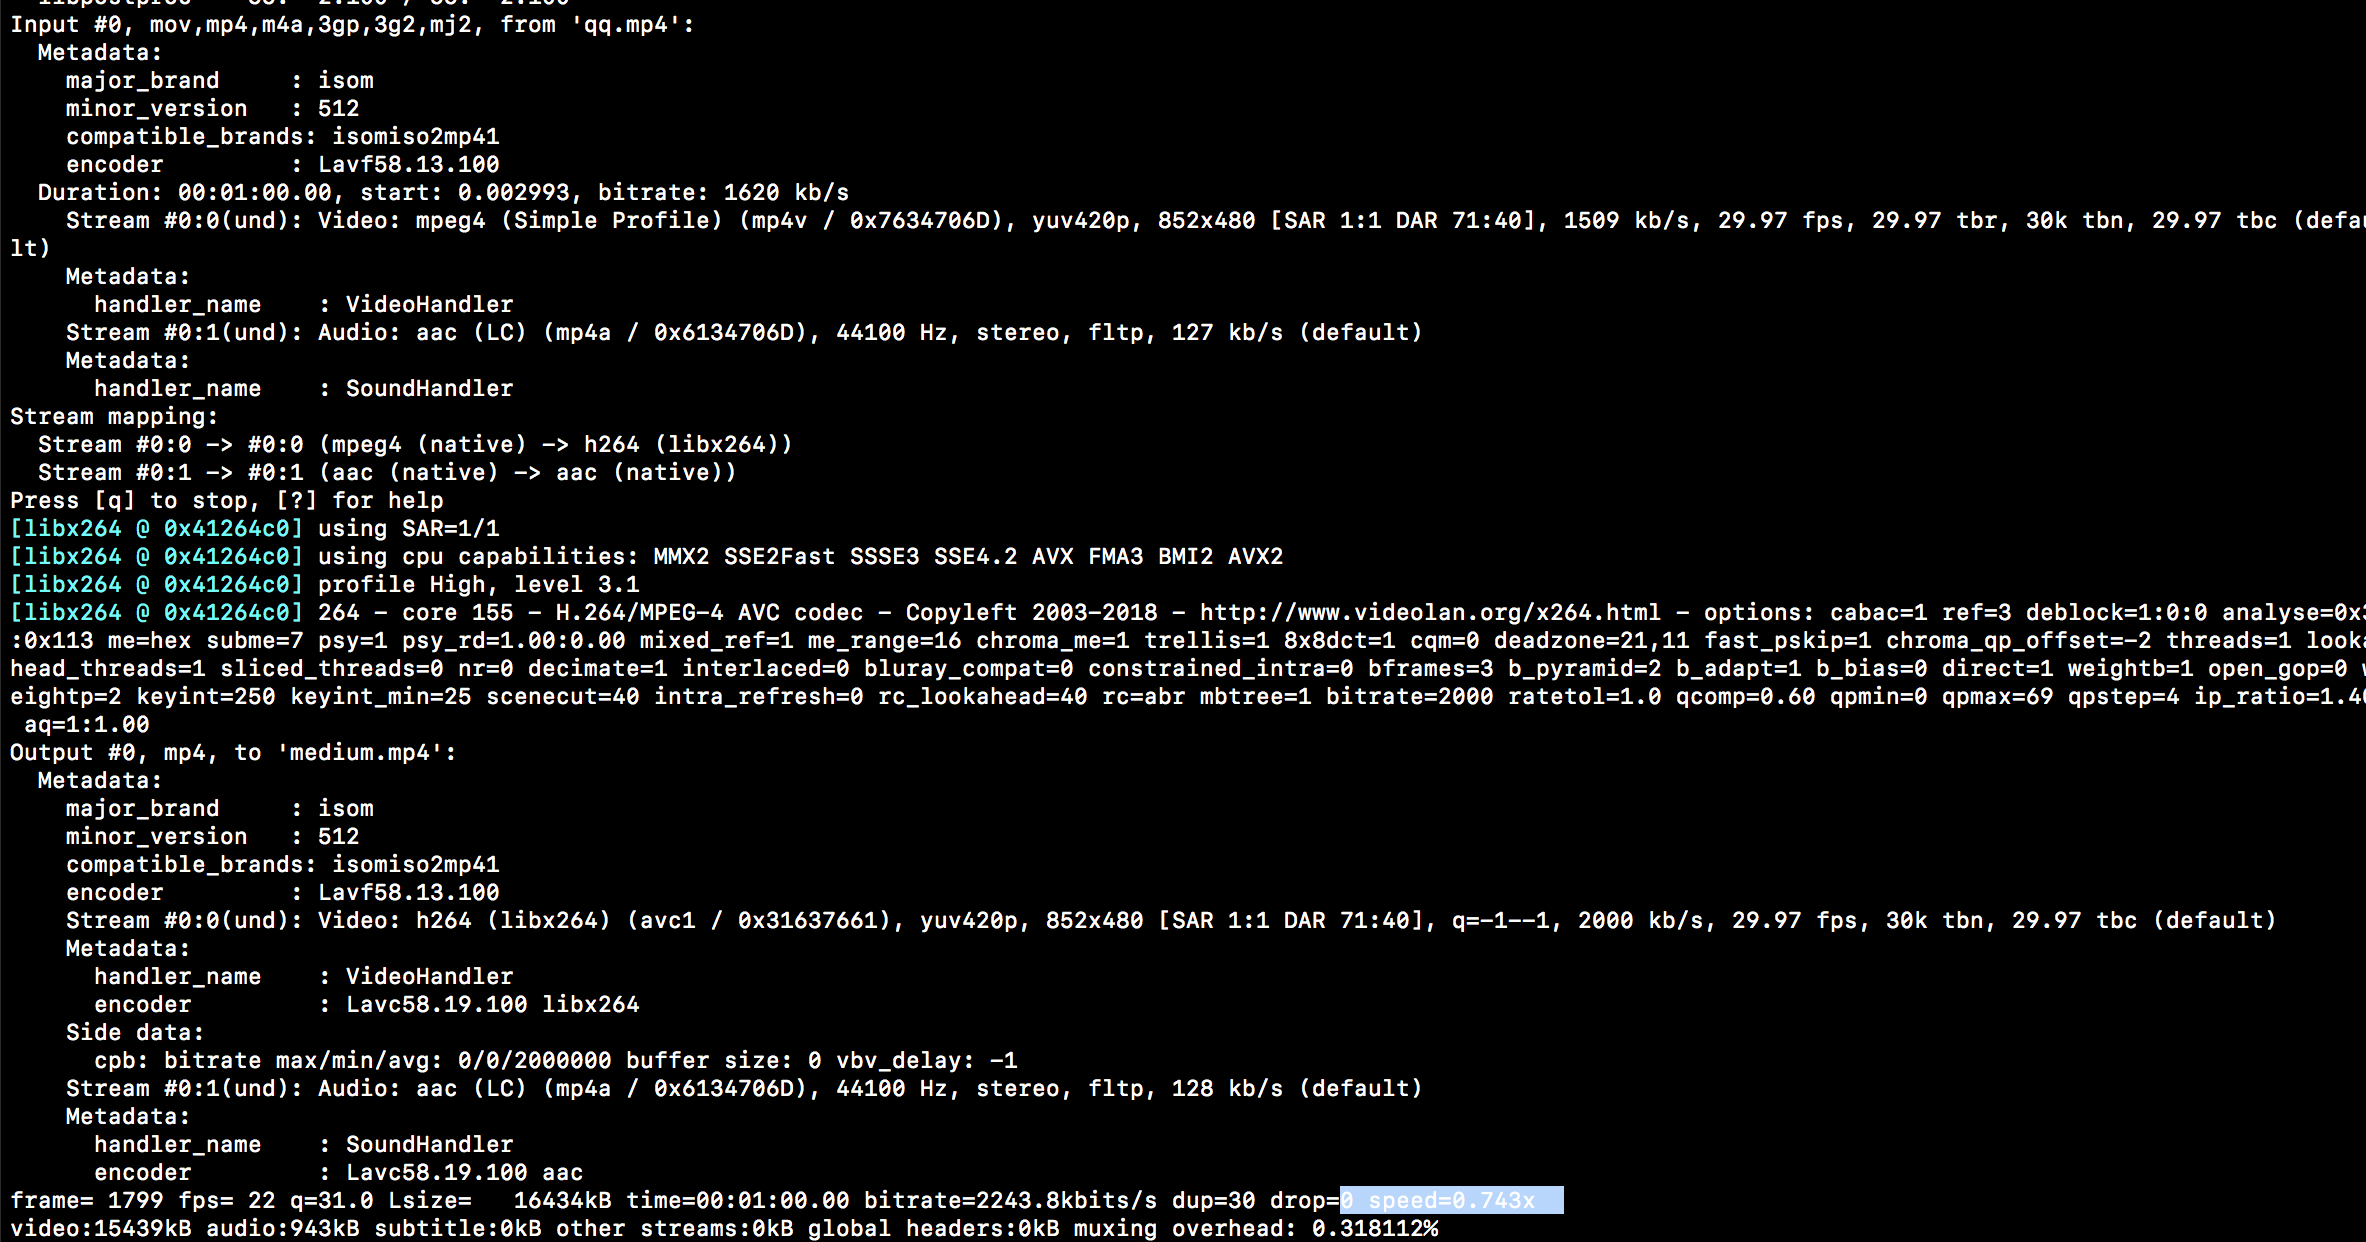 Input #0, mov,mp4,m4a,3gp,3g2,mj2, from 'qq.mp4':
  Metadata:
    major_brand     : isom
    minor_version   : 512
    compatible_brands: isomiso2mp41
    encoder         : Lavf58.13.100
  Duration: 00:01:00.00, start: 0.002993, bitrate: 1620 kb/s
    Stream #0:0(und): Video: mpeg4 (Simple Profile) (mp4v / 0x7634706D), yuv420p, 852x480 [SAR 1:1 DAR 71:40], 1509 kb/s, 29.97 fps, 29.97 tbr, 30k tbn, 29.97 tbc (defau
lt)
    Metadata:
      handler_name    : VideoHandler
    Stream #0:1(und): Audio: aac (LC) (mp4a / 0x6134706D), 44100 Hz, stereo, fltp, 127 kb/s (default)
    Metadata:
      handler_name    : SoundHandler
Stream mapping:
  Stream #0:0 -> #0:0 (mpeg4 (native) -> h264 (libx264))
  Stream #0:1 -> #0:1 (aac (native) -> aac (native))
Press [q] to stop, [?] for help
[libx264 @ 0x41264c0] using SAR=1/1
[libx264 @ 0x41264c0] using cpu capabilities: MMX2 SSE2Fast SSSE3 SSE4.2 AVX FMA3 BMI2 AVX2
[libx264 @ 0x41264c0] profile High, level 3.1
[libx264 @ 0x41264c0] 264 - core 155 - H.264/MPEG-4 AVC codec - Copyleft 2003-2018 - http://www.videolan.org/x264.html - options: cabac=1 ref=3 deblock=1:0:0 analyse=0x3
:0x113 me=hex subme=7 psy=1 psy_rd=1.00:0.00 mixed_ref=1 me_range=16 chroma_me=1 trellis=1 8x8dct=1 cqm=0 deadzone=21,11 fast_pskip=1 chroma_qp_offset=-2 threads=1 looka
head_threads=1 sliced_threads=0 nr=0 decimate=1 interlaced=0 bluray_compat=0 constrained_intra=0 bframes=3 b_pyramid=2 b_adapt=1 b_bias=0 direct=1 weightb=1 open_gop=0 w
eightp=2 keyint=250 keyint_min=25 scenecut=40 intra_refresh=0 rc_lookahead=40 rc=abr mbtree=1 bitrate=2000 ratetol=1.0 qcomp=0.60 qpmin=0 qpmax=69 qpstep=4 ip_ratio=1.40
 aq=1:1.00
Output #0, mp4, to 'medium.mp4':
  Metadata:
    major_brand     : isom
    minor_version   : 512
    compatible_brands: isomiso2mp41
    encoder         : Lavf58.13.100
    Stream #0:0(und): Video: h264 (libx264) (avc1 / 0x31637661), yuv420p, 852x480 [SAR 1:1 DAR 71:40], q=-1--1, 2000 kb/s, 29.97 fps, 30k tbn, 29.97 tbc (default)
    Metadata:
      handler_name    : VideoHandler
      encoder         : Lavc58.19.100 libx264
    Side data:
      cpb: bitrate max/min/avg: 0/0/2000000 buffer size: 0 vbv_delay: -1
    Stream #0:1(und): Audio: aac (LC) (mp4a / 0x6134706D), 44100 Hz, stereo, fltp, 128 kb/s (default)
    Metadata:
      handler_name    : SoundHandler
      encoder         : Lavc58.19.100 aac
frame= 1799 fps= 22 q=31.0 Lsize=   16434kB time=00:01:00.00 bitrate=2243.8kbits/s dup=30 drop=0 speed=0.743x
video:15439kB audio:943kB subtitle:0kB other streams:0kB global headers:0kB muxing overhead: 0.318112%